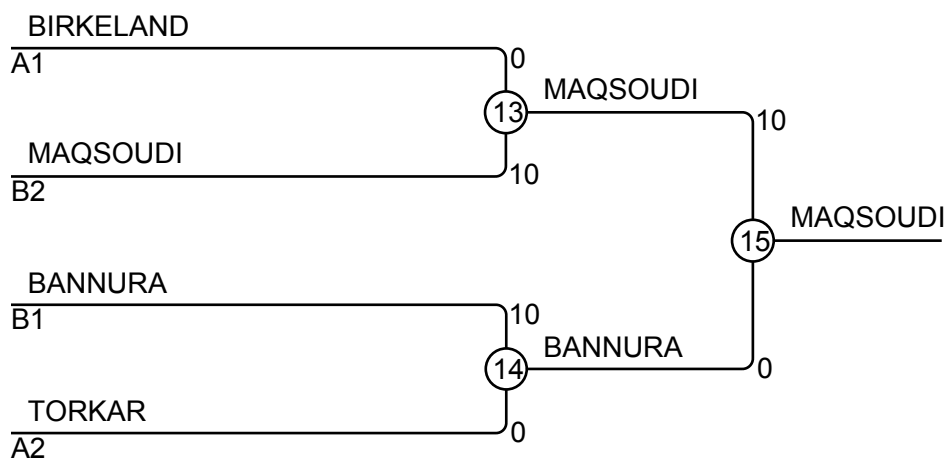 BIRKELAND
A1
0
13
MAQSOUDI
10
MAQSOUDI
B2
10
15
MAQSOUDI
BANNURA
B1
10
14
BANNURA
0
TORKAR
A2
0